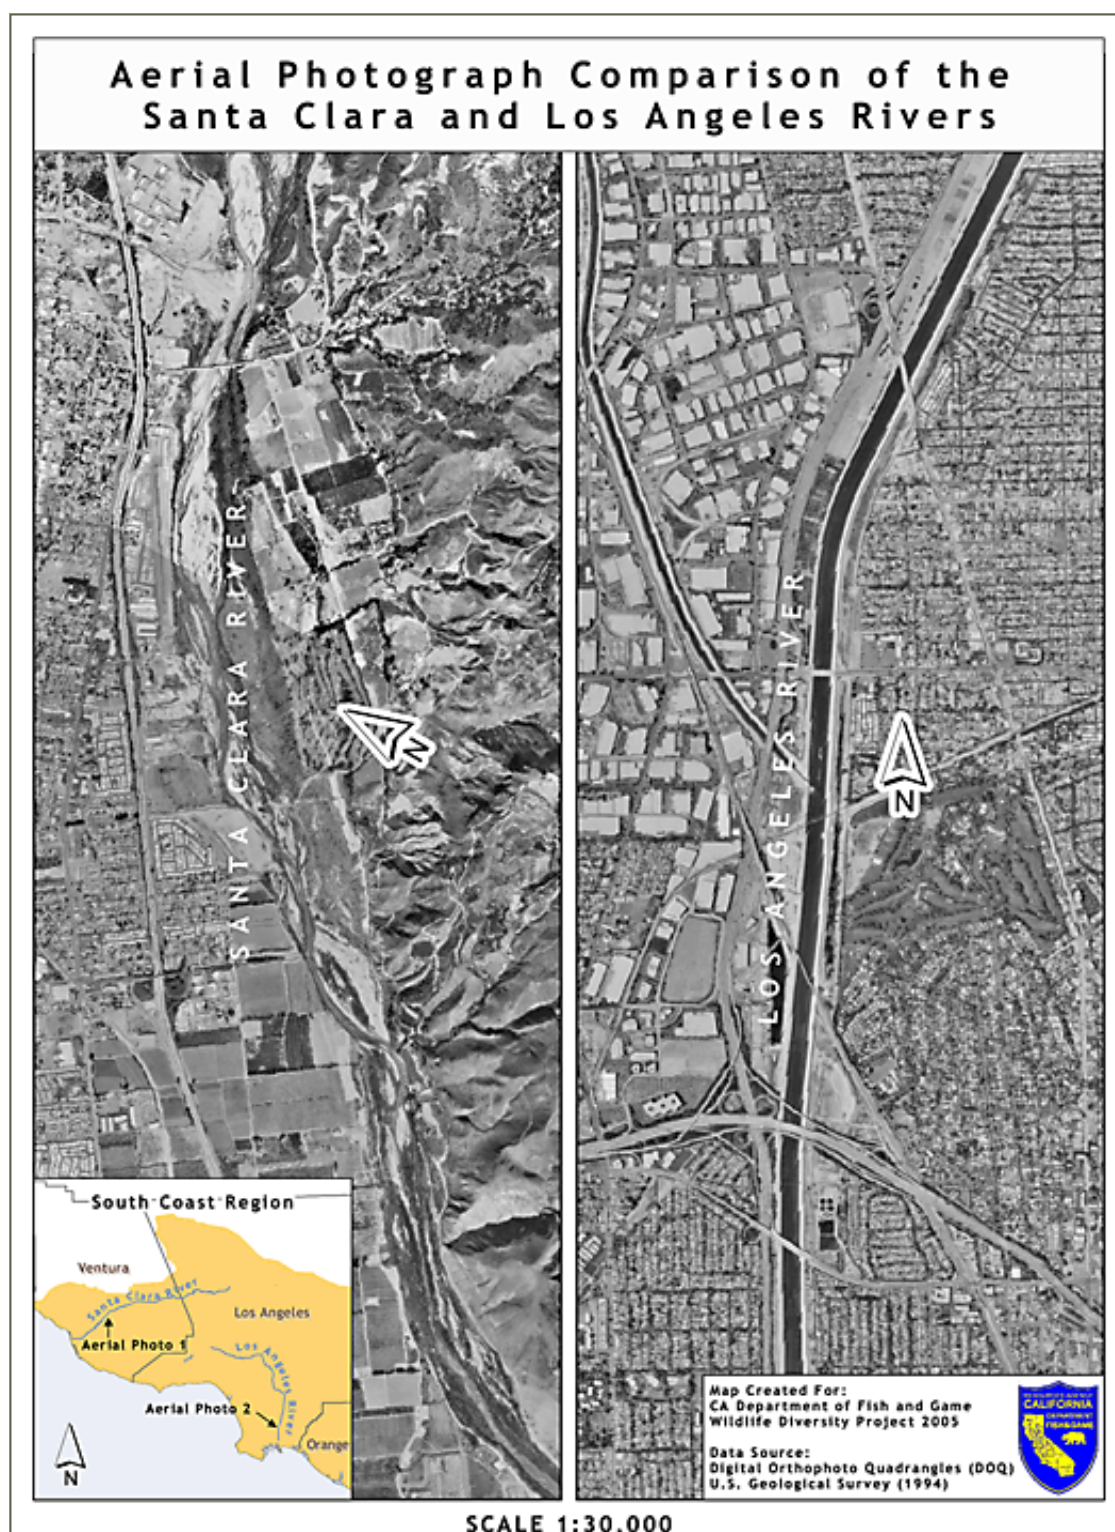 Aerial Photograph Comparison of the
Santa Clara and Los Angeles Rivers
SANTA CLARA RIVER
N
LOS ANGELES RIVER
N
South Coast Region
Ventura
Santa Clara River
Los Angeles
Aerial Photo 1
Los Angeles River
Aerial Photo 2
Orange
N
Map Created For:
CA Department of Fish and Game
Wildlife Diversity Project 2005
Data Source:
Digital Orthophoto Quadrangles (DOQ)
U.S. Geological Survey (1994)
CALIFORNIA
DEPARTMENT
FISH & GAME
SCALE 1:30,000